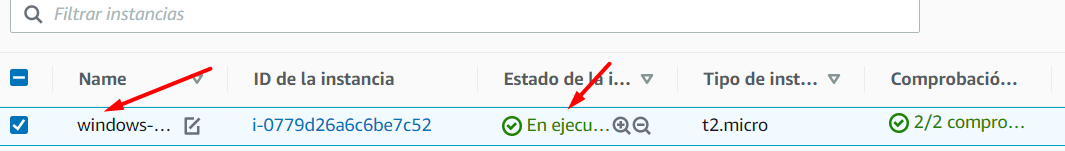 Filtrar instancias
Name ID de la instancia Estado de la i… Tipo de inst… Comprobació…
windows-… i-0779d26a6c6be7c52 En ejecu… t2.micro 2/2 compro…